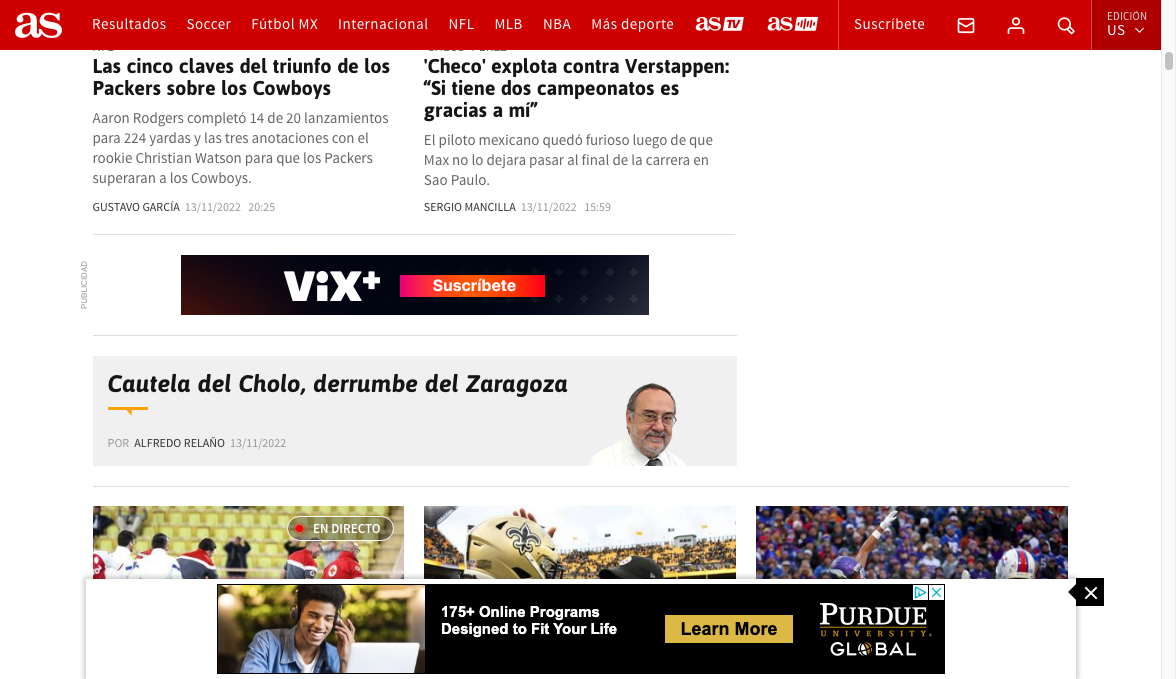 as
Resultados
Soccer
Fútbol MX
Internacional
NFL
MLB
NBA
Más deporte
as TV
as
Suscríbete
EDICIÓN
US
Las cinco claves del triunfo de los
Packers sobre los Cowboys
Aaron Rodgers completó 14 de 20 lanzamientos
para 224 yardas y las tres anotaciones con el
rookie Christian Watson para que los Packers
superaran a los Cowboys.
GUSTAVO GARCÍA 13/11/2022 20:25
'Checo' explota contra Verstappen:
“Si tiene dos campeonatos es
gracias a mí”
El piloto mexicano quedó furioso luego de que
Max no lo dejara pasar al final de la carrera en
Sao Paulo.
SERGIO MANCILLA 13/11/2022 15:59
PUBLICIDAD
ViX+
Suscríbete
Cautela del Cholo, derrumbe del Zaragoza
POR ALFREDO RELAÑO 13/11/2022
EN DIRECTO
175+ Online Programs
Designed to Fit Your Life
Learn More
PURDUE
UNIVERSITY
GLOBAL